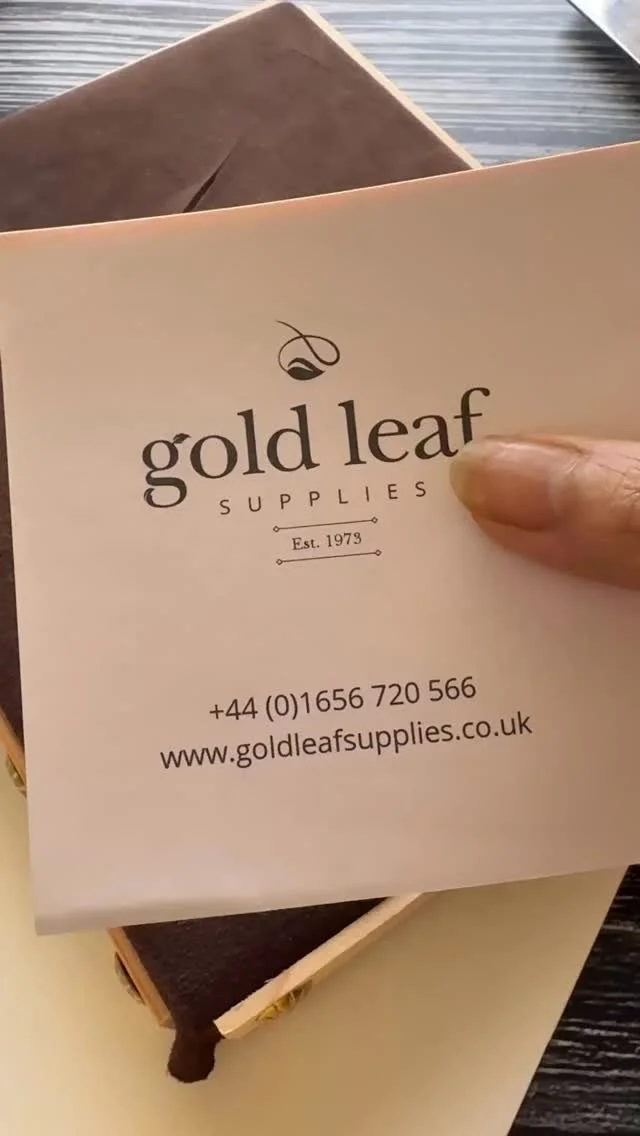 gold leaf
SUPPLIES
Est. 1973
+44 (0)1656 720 566
www.goldleafsupplies.co.uk